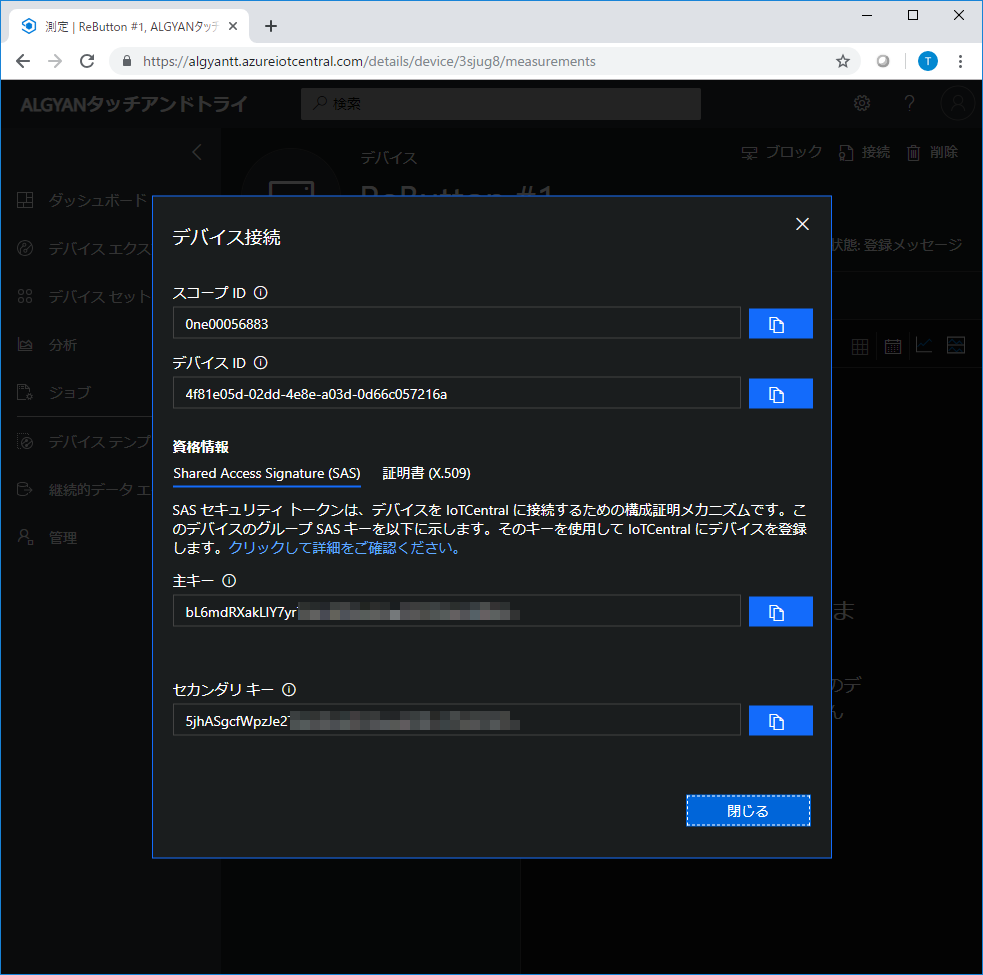 測定 | ReButton #1, ALGYANタッチ
https://algyantt.azureiotcentral.com/details/device/3sjug8/measurements
T
ALGYANタッチアンドトライ
検索
デバイス
ブロック
接続
削除
ReButton #1
ダッシュボード
デバイス エクス
デバイス セット
分析
ジョブ
デバイス テンプ
継続的データ エ
管理
状態: 登録メッセージ
デバイス接続
スコープ ID
0ne00056883
デバイス ID
4f81e05d-02dd-4e8e-a03d-0d66c057216a
資格情報
Shared Access Signature (SAS) 証明書 (X.509)
SAS セキュリティ トークンは、デバイスを IoTCentral に接続するための構成証明メカニズムです。こ
のデバイスのグループ SAS キーを以下に示します。そのキーを使用して IoTCentral にデバイスを登録
します。クリックして詳細をご確認ください。
主キー
bL6mdRXakLlY7yr
セカンダリ キー
5jhASgcfWpzJe2
閉じる
ま
のデ
ん